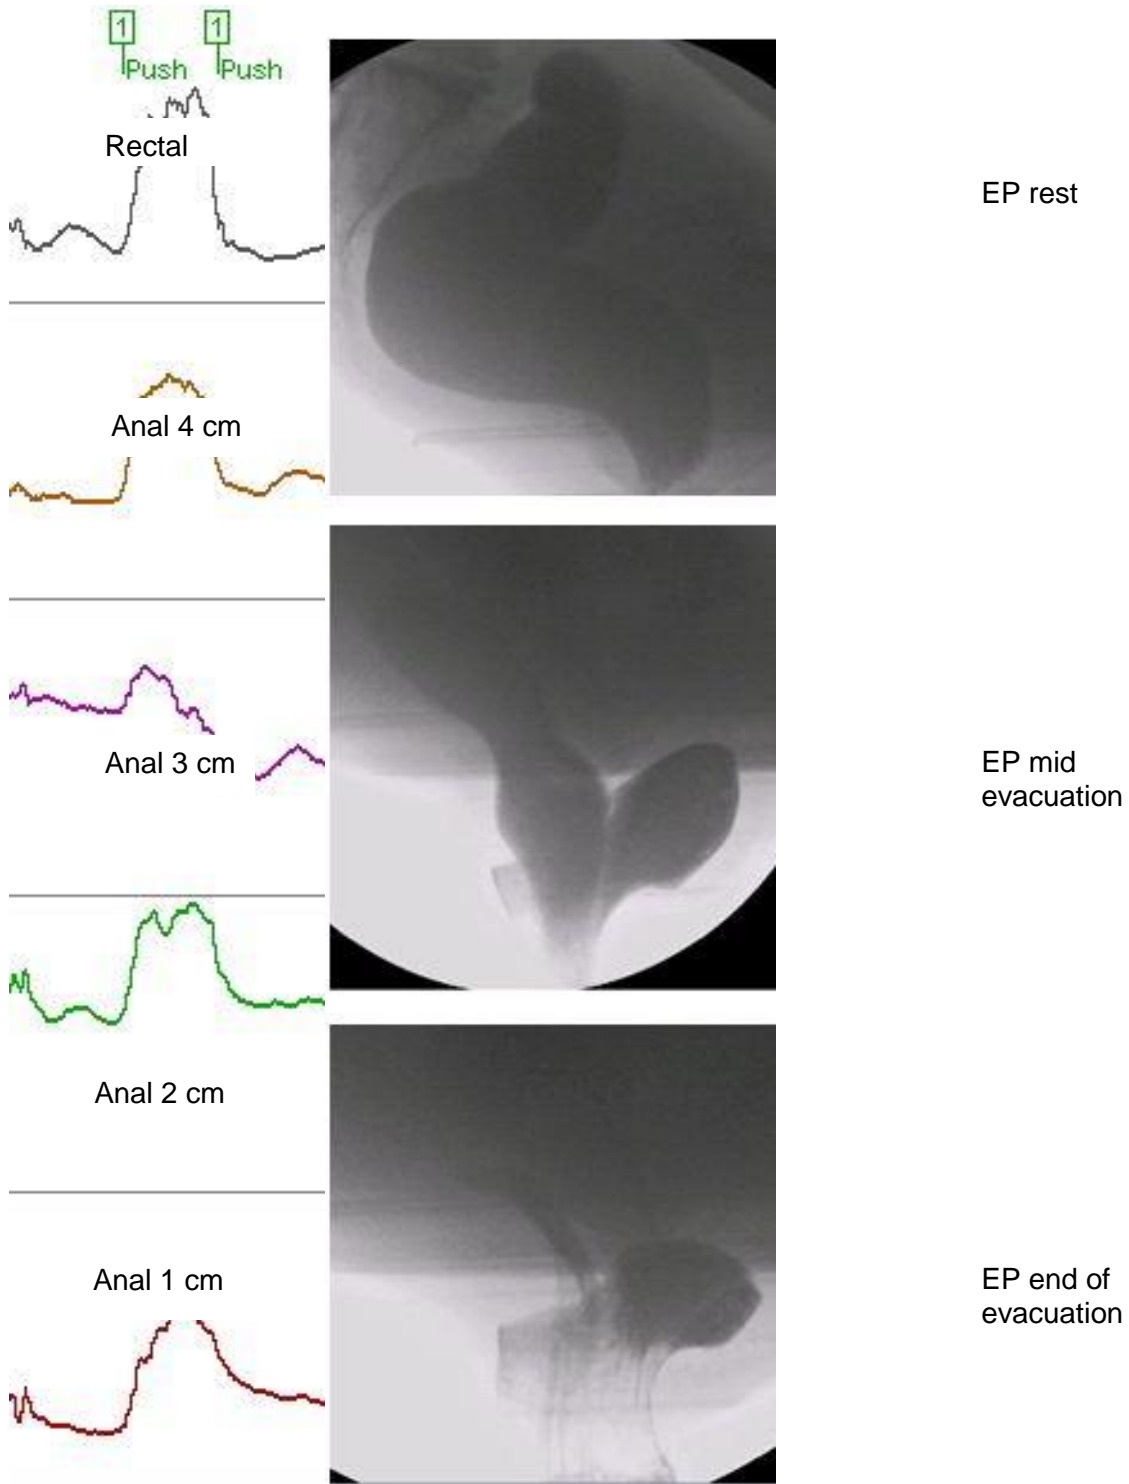 1 1
Push Push
Rectal
EP rest
Anal 4 cm
Anal 3 cm
EP mid
evacuation
Anal 2 cm
Anal 1 cm
EP end of
evacuation